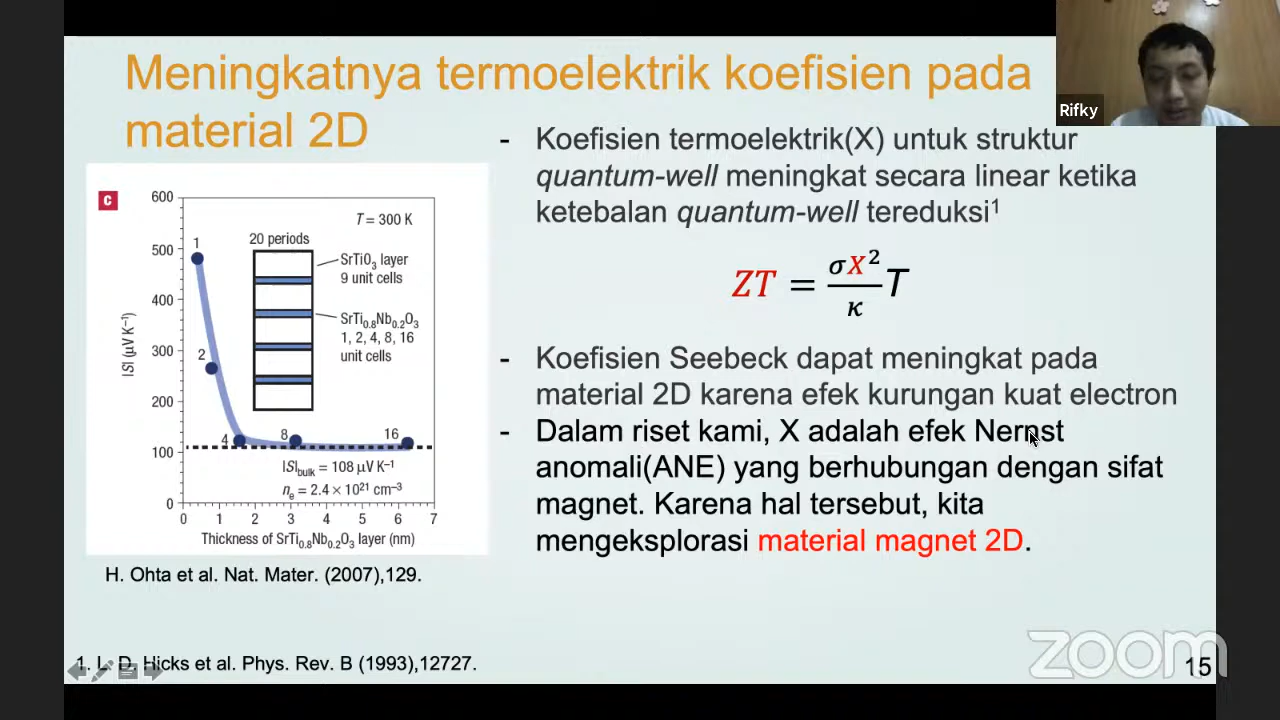 Meningkatnya termoelektrik koefisien pada
material 2D
Rifky
- Koefisien termoelektrik(X) untuk struktur
quantum-well meningkat secara linear ketika
ketebalan quantum-well tereduksi¹
ZT = σX²/κ T
- Koefisien Seebeck dapat meningkat pada
material 2D karena efek kurungan kuat electron
- Dalam riset kami, X adalah efek Nernst
anomali(ANE) yang berhubungan dengan sifat
magnet. Karena hal tersebut, kita
mengeksplorasi material magnet 2D.
c
600
500
400
300
200
100
0
|S| (μV K⁻¹)
T = 300 K
20 periods
SrTiO₃ layer
9 unit cells
SrTi₀.₈Nb₀.₂O₃
1, 2, 4, 8, 16
unit cells
1
2
4
8
16
|S|bulk = 108 μV K⁻¹
nₑ = 2.4 × 10²¹ cm⁻³
0 1 2 3 4 5 6 7
Thickness of SrTi₀.₈Nb₀.₂O₃ layer (nm)
H. Ohta et al. Nat. Mater. (2007),129.
1. L. D. Hicks et al. Phys. Rev. B (1993),12727.
zoom
15